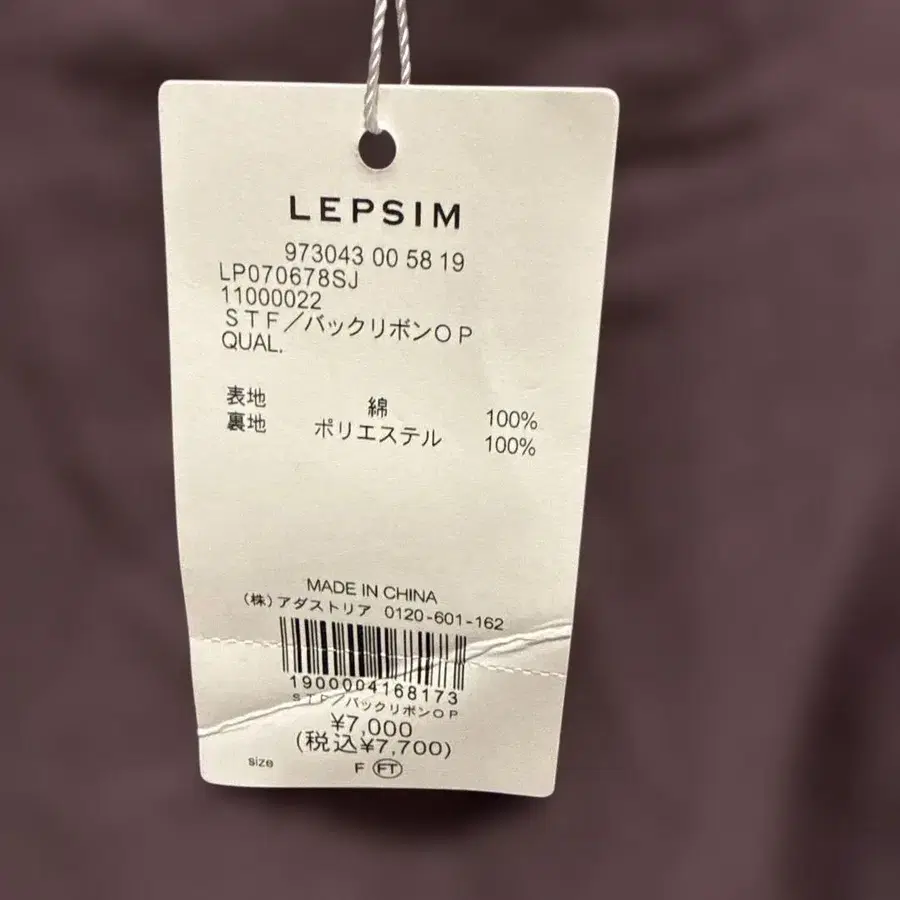 LEPSIM
973043 00 58 19
LP070678SJ
11000022
STF／バックリボンOP
QUAL.
表地 綿 100%
裏地 ポリエステル 100%
MADE IN CHINA
(株)アダストリア 0120-601-162
1900004168173
STF／バックリボンOP
¥7,000
(税込¥7,700)
size F FT